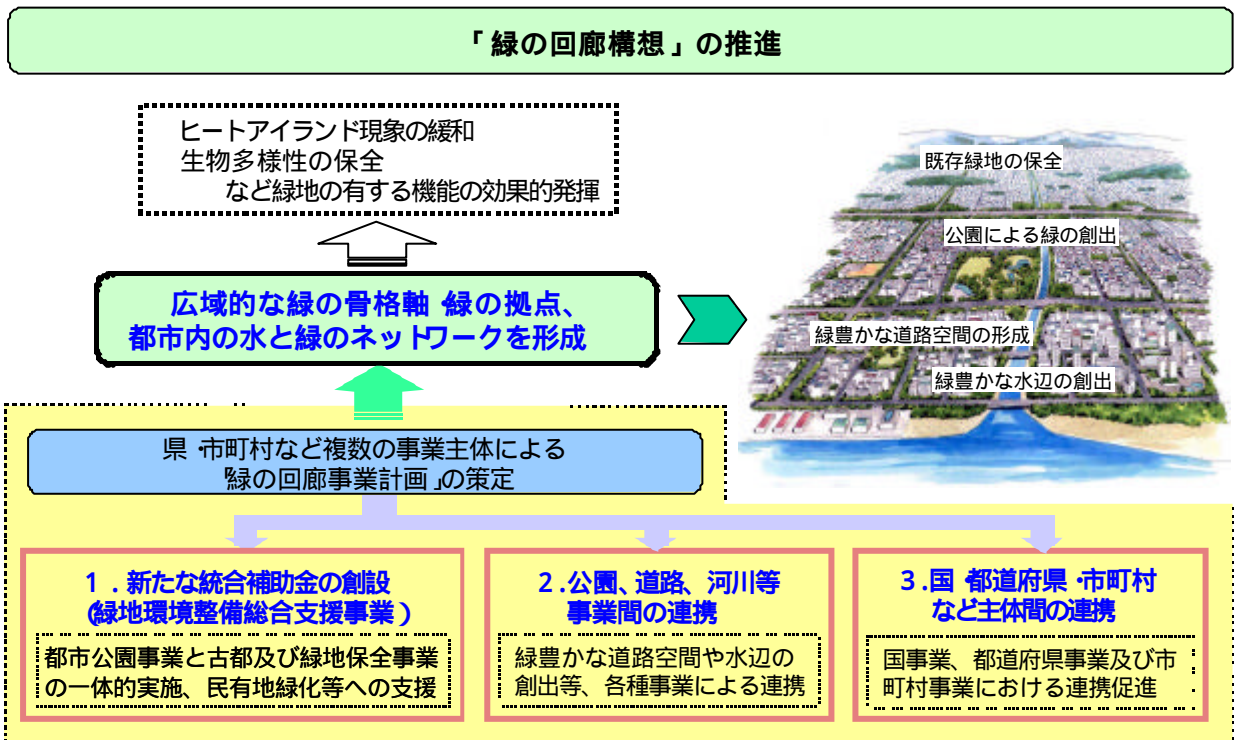 「緑の回廊構想」の推進
ヒートアイランド現象の緩和
生物多様性の保全
など緑地の有する機能の効果的発揮
広域的な緑の骨格軸・緑の拠点、
都市内の水と緑のネットワークを形成
既存緑地の保全
公園による緑の創出
緑豊かな道路空間の形成
緑豊かな水辺の創出
県・市町村など複数の事業主体による
「緑の回廊事業計画」の策定
1.新たな統合補助金の創設
(緑地環境整備総合支援事業)
都市公園事業と古都及び緑地保全事業
の一体的実施、民有地緑化等への支援
2.公園、道路、河川等
事業間の連携
緑豊かな道路空間や水辺の
創出等、各種事業による連携
3.国・都道府県・市町村
など主体間の連携
国事業、都道府県事業及び市
町村事業における連携促進